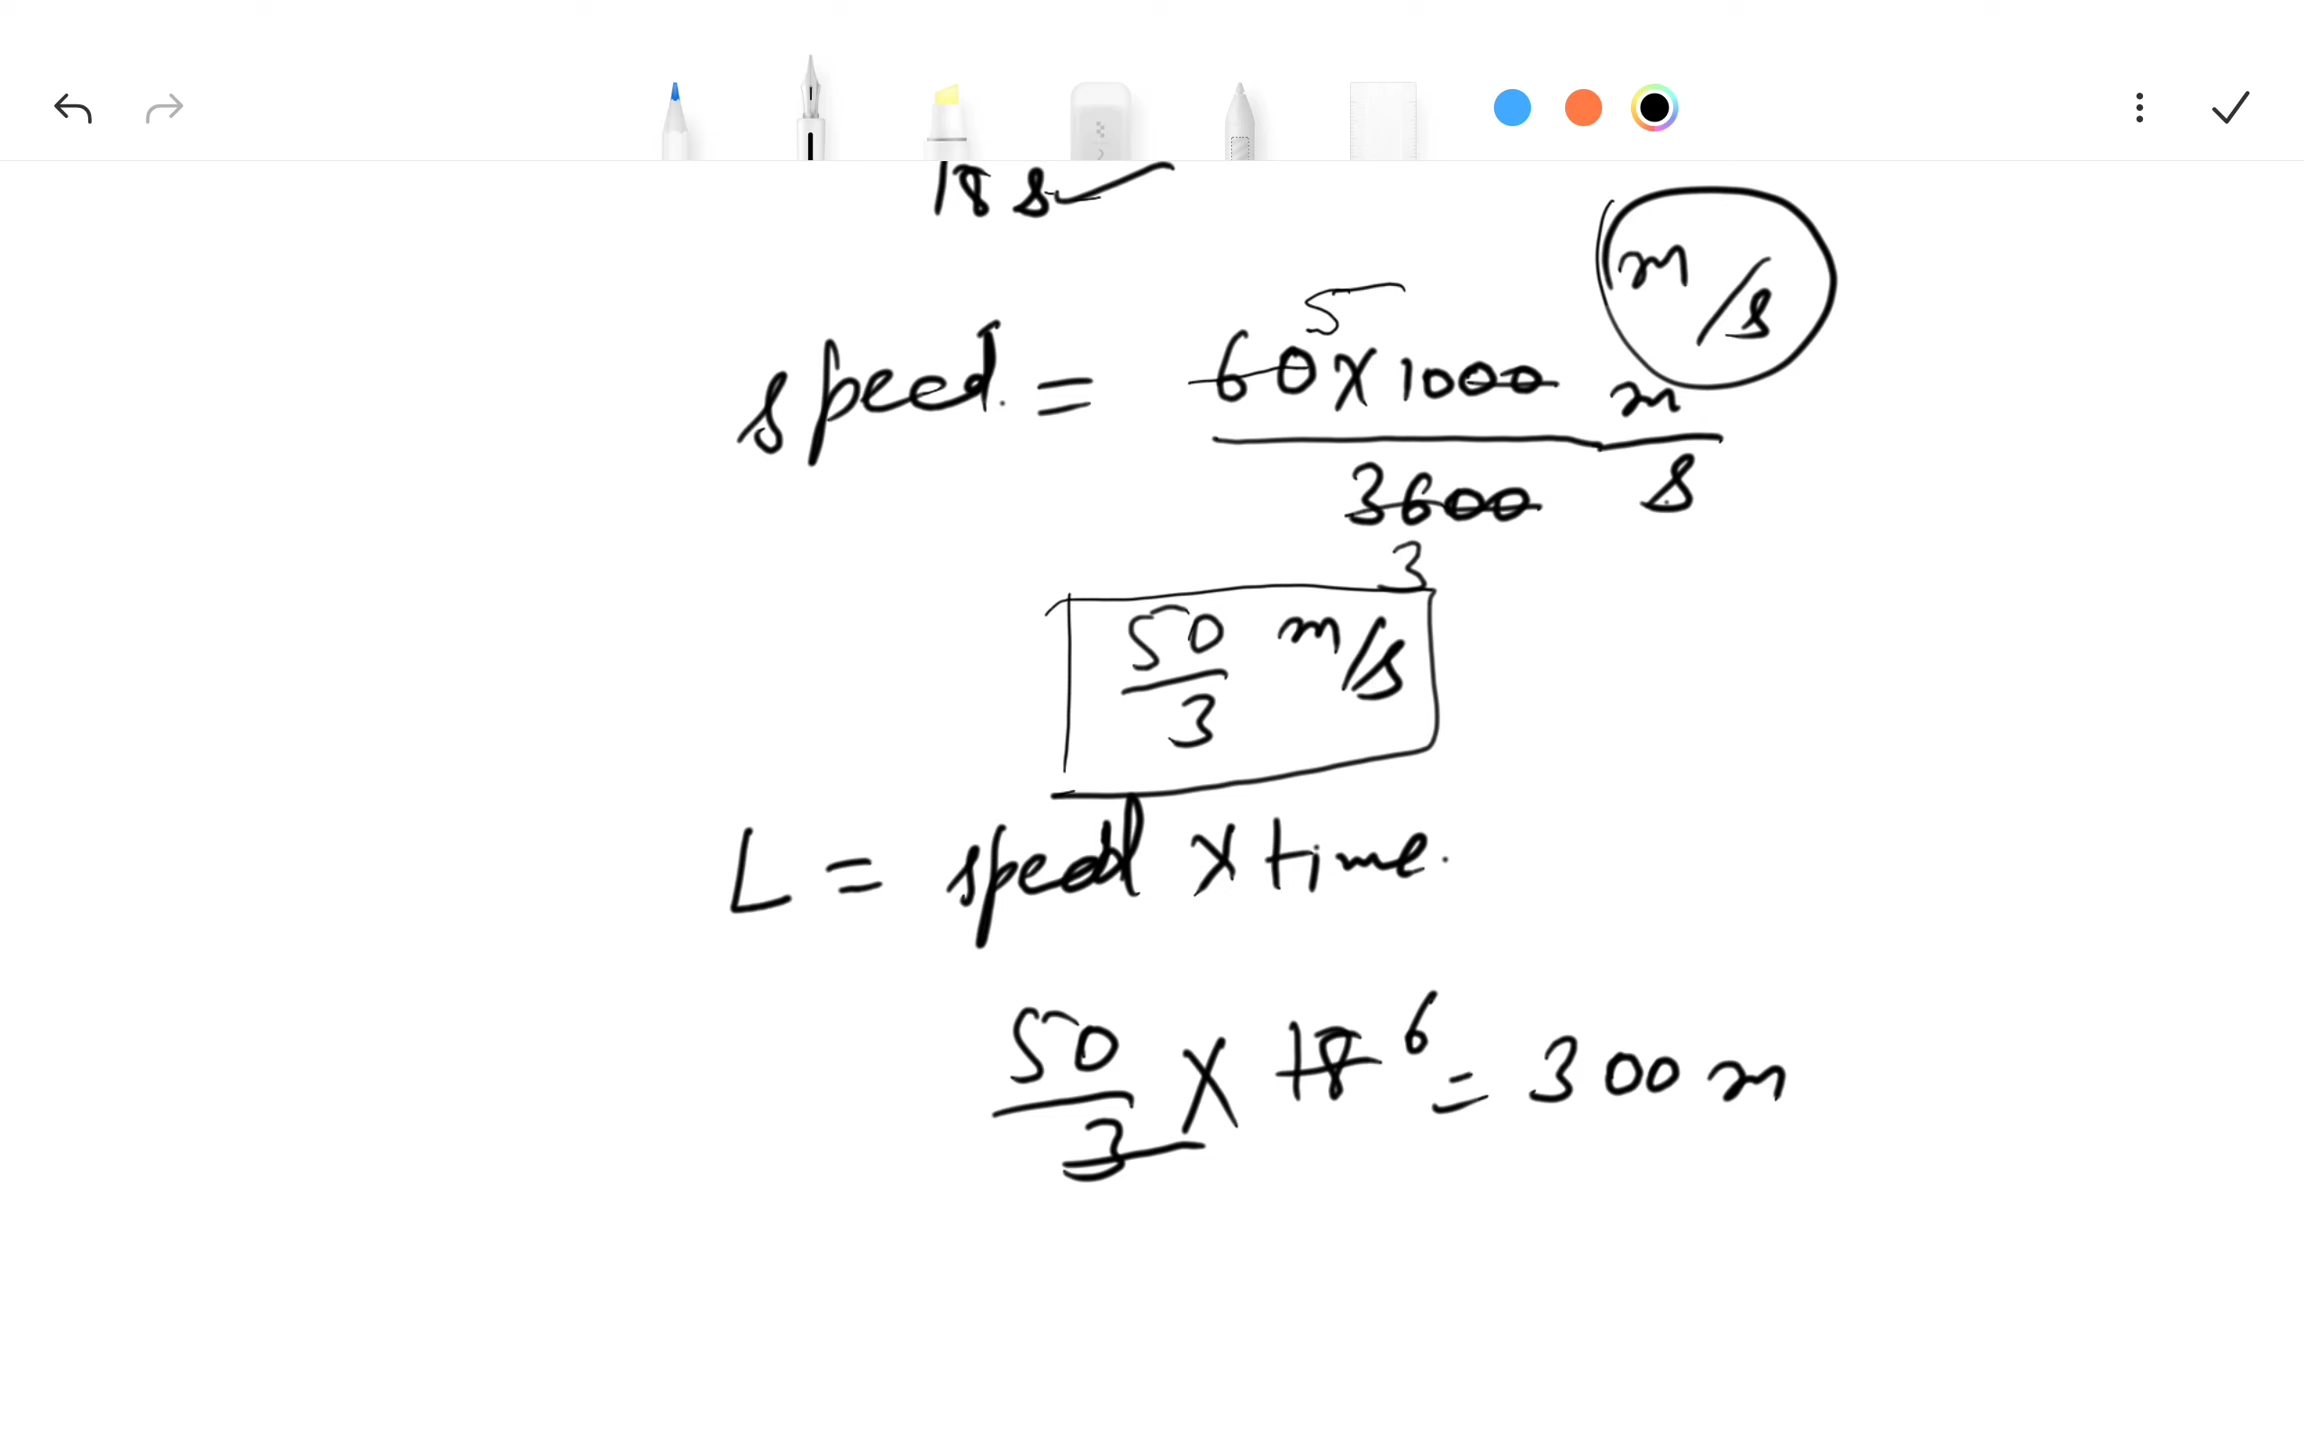 18 s
m/s
5
speed. = 60 X 1000 m
3600 s
3
50 m/s
3
L = speed X time.
50 X 18 6 = 300 m
3